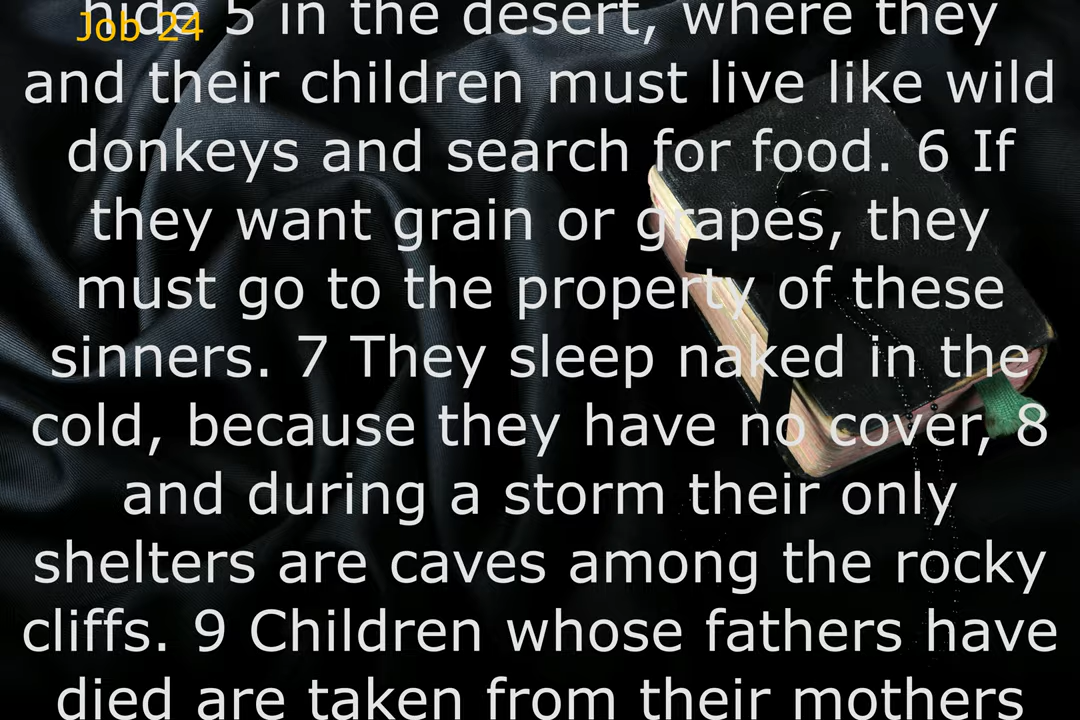 hide 5 in the desert, where they
Job 24
and their children must live like wild
donkeys and search for food. 6 If
they want grain or grapes, they
must go to the property of these
sinners. 7 They sleep naked in the
cold, because they have no cover, 8
and during a storm their only
shelters are caves among the rocky
cliffs. 9 Children whose fathers have
died are taken from their mothers